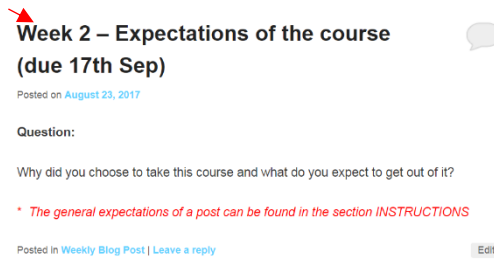 Week 2 – Expectations of the course
(due 17th Sep)
Posted on August 23, 2017
Question:
Why did you choose to take this course and what do you expect to get out of it?
* The general expectations of a post can be found in the section INSTRUCTIONS
Posted in Weekly Blog Post | Leave a reply
Edit